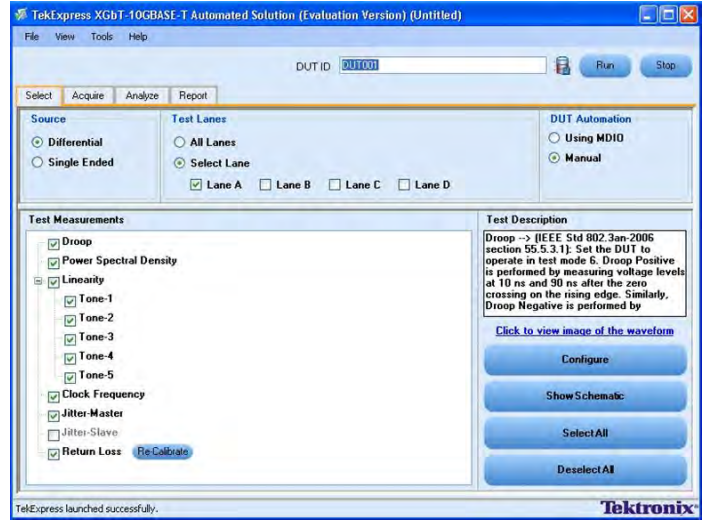 TekExpress XGbT-10GBASE-T Automated Solution (Evaluation Version) (Untitled)
File View Tools Help
DUT ID DUT001 Run Stop
Select Acquire Analyze Report
Source
Differential
Single Ended
Test Lanes
All Lanes
Select Lane
Lane A Lane B Lane C Lane D
DUT Automation
Using MDIO
Manual
Test Measurements
Droop
Power Spectral Density
Linearity
Tone-1
Tone-2
Tone-3
Tone-4
Tone-5
Clock Frequency
Jitter-Master
Jitter-Slave
Return Loss Re-Calibrate
Test Description
Droop --> (IEEE Std 802.3an-2006
section 55.5.3.1): Set the DUT to
operate in test mode 6. Droop Positive
is performed by measuring voltage levels
at 10 ns and 90 ns after the zero
crossing on the rising edge. Similarly,
Droop Negative is performed by
Click to view image of the waveform
Configure
Show Schematic
Select All
Deselect All
TekExpress launched successfully.
Tektronix